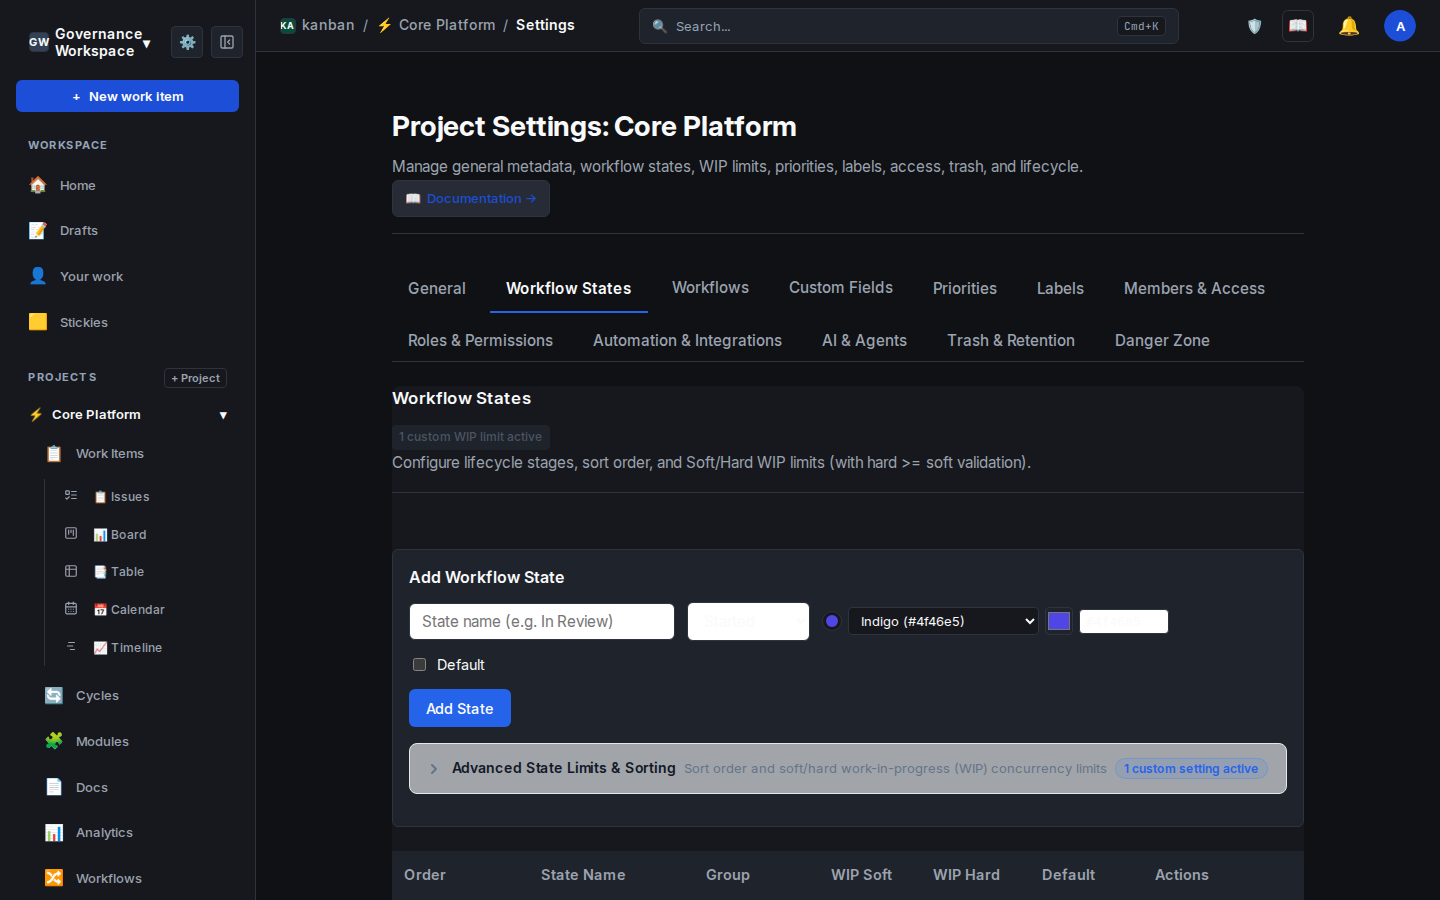 GW Governance Workspace ▾
+ New work item
WORKSPACE
Home
Drafts
Your work
Stickies
PROJECTS
+ Project
Core Platform ▾
Work Items
Issues
Board
Table
Calendar
Timeline
Cycles
Modules
Docs
Analytics
Workflows
KA kanban / Core Platform / Settings
Search...
Cmd+K
A
Project Settings: Core Platform
Manage general metadata, workflow states, WIP limits, priorities, labels, access, trash, and lifecycle.
Documentation →
General
Workflow States
Workflows
Custom Fields
Priorities
Labels
Members & Access
Roles & Permissions
Automation & Integrations
AI & Agents
Trash & Retention
Danger Zone
Workflow States
1 custom WIP limit active
Configure lifecycle stages, sort order, and Soft/Hard WIP limits (with hard >= soft validation).
Add Workflow State
State name (e.g. In Review)
Started
Indigo (#4f46e5)
#4f46e5
Default
Add State
Advanced State Limits & Sorting Sort order and soft/hard work-in-progress (WIP) concurrency limits 1 custom setting active
Order State Name Group WIP Soft WIP Hard Default Actions